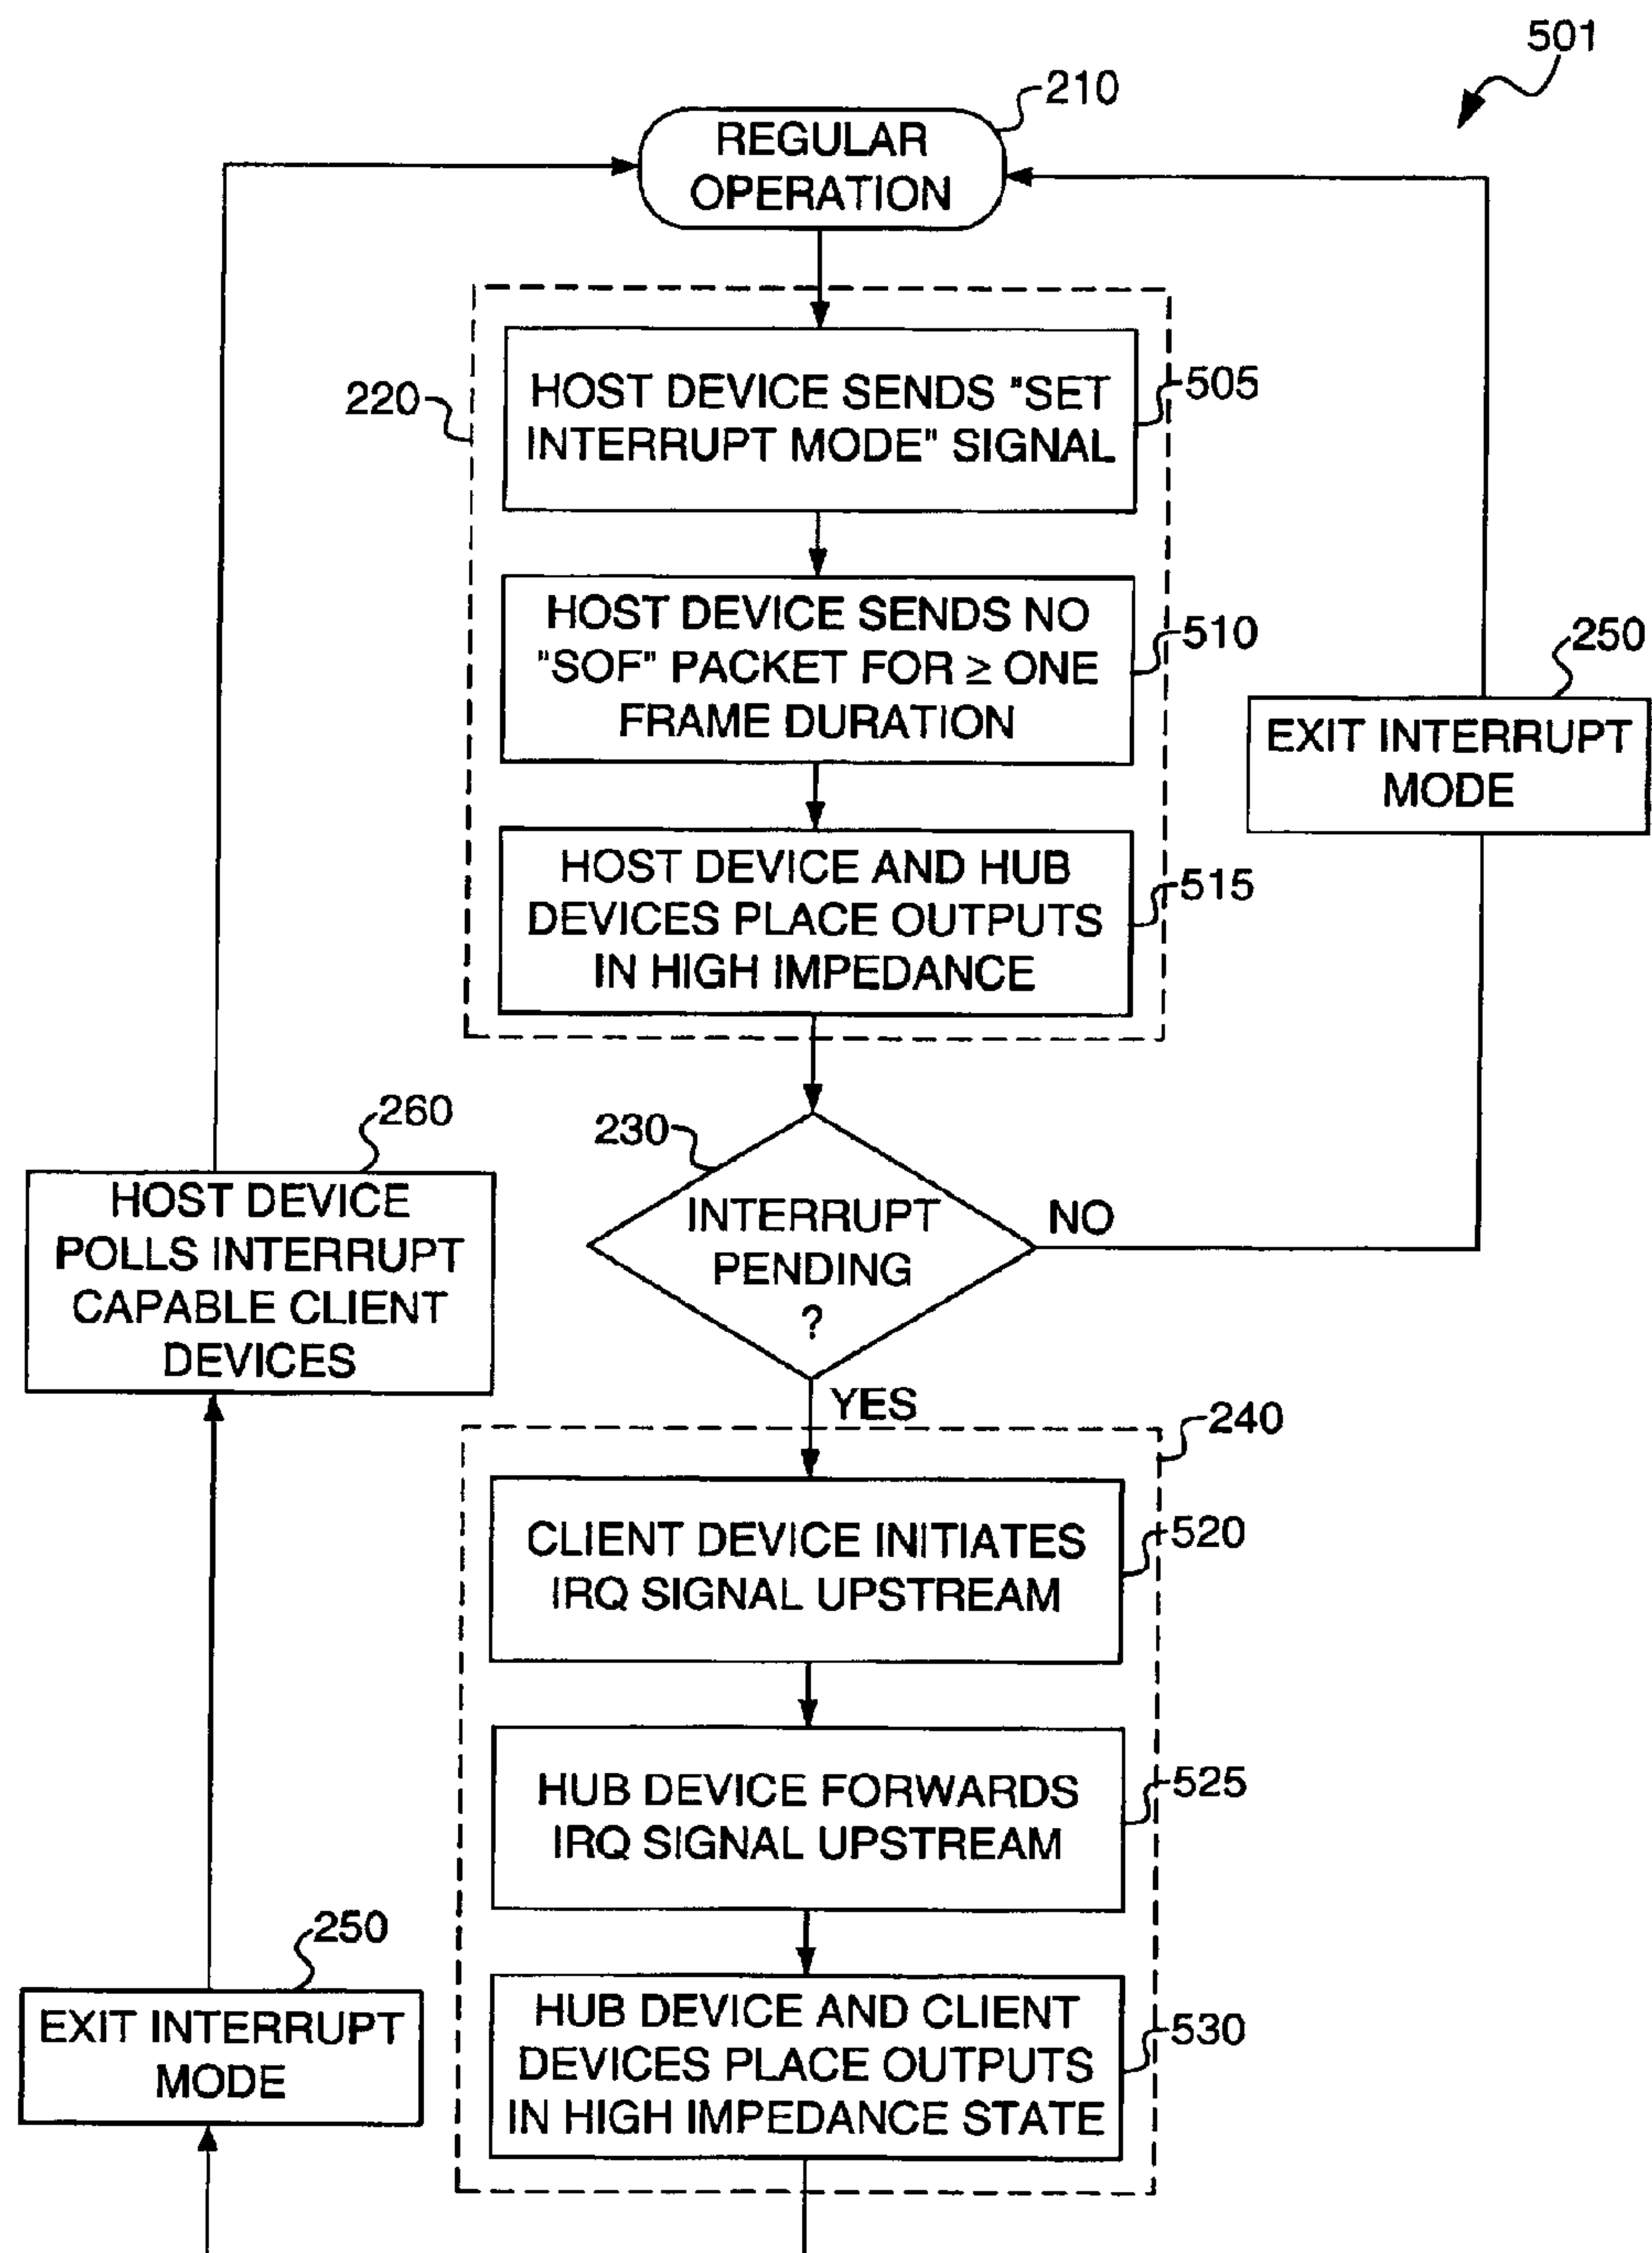 501
210
REGULAR
OPERATION
220
HOST DEVICE SENDS "SET
INTERRUPT MODE" SIGNAL
505
HOST DEVICE SENDS NO
"SOF" PACKET FOR ≥ ONE
FRAME DURATION
510
250
EXIT INTERRUPT
MODE
HOST DEVICE AND HUB
DEVICES PLACE OUTPUTS
IN HIGH IMPEDANCE
515
260
HOST DEVICE
POLLS INTERRUPT
CAPABLE CLIENT
DEVICES
230
INTERRUPT
PENDING
?
NO
YES
240
CLIENT DEVICE INITIATES
IRQ SIGNAL UPSTREAM
520
HUB DEVICE FORWARDS
IRQ SIGNAL UPSTREAM
525
250
EXIT INTERRUPT
MODE
HUB DEVICE AND CLIENT
DEVICES PLACE OUTPUTS
IN HIGH IMPEDANCE STATE
530